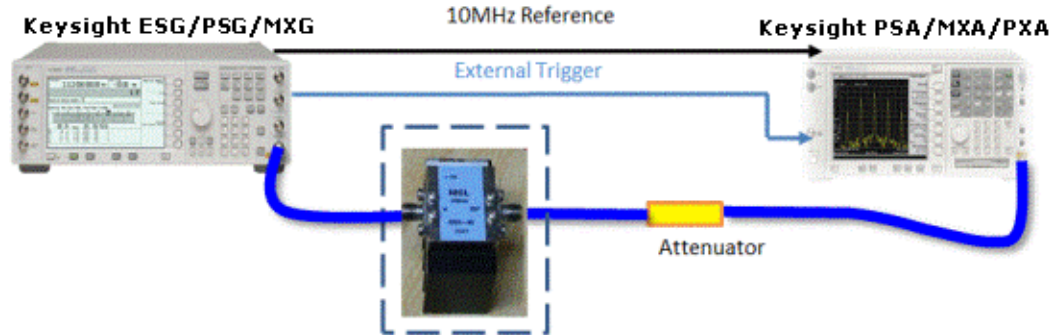 10MHz Reference
Keysight ESG/PSG/MXG
Keysight PSA/MXA/PXA
External Trigger
Attenuator